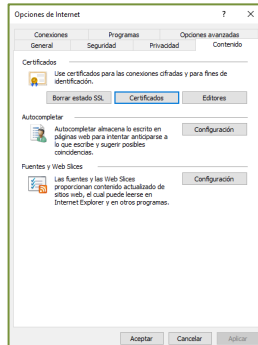 Opciones de Internet ? ×
Conexiones Programas Opciones avanzadas
General Seguridad Privacidad Contenido
Certificados
Use certificados para las conexiones cifradas y para fines de
identificación.
Borrar estado SSL Certificados Editores
Autocompletar
Autocompletar almacena lo escrito en
páginas web para intentar anticiparse a
lo que escribe y sugerir posibles
coincidencias.
Configuración
Fuentes y Web Slices
Las fuentes y las Web Slices
proporcionan contenido actualizado de
sitios web, el cual puede leerse en
Internet Explorer y en otros programas.
Configuración
Aceptar Cancelar Aplicar